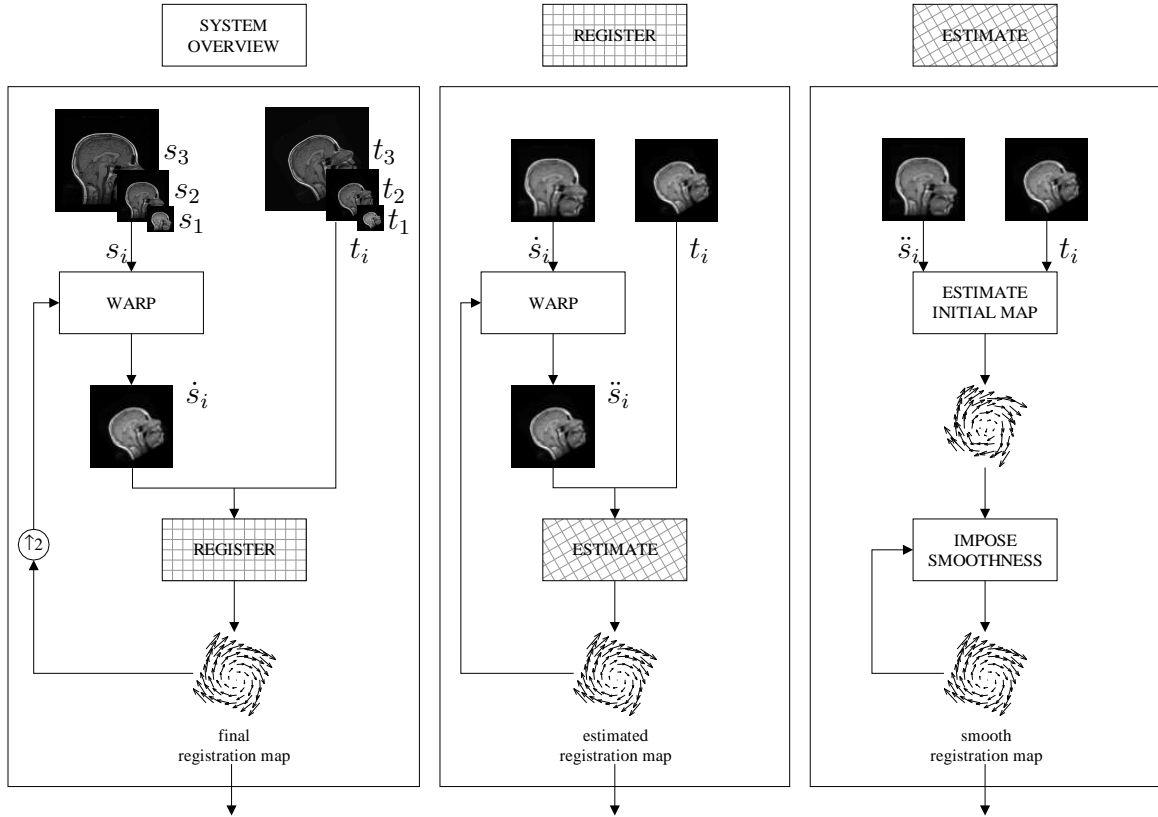 SYSTEM
OVERVIEW
s₃
s₂
s₁
t₃
t₂
t₁
sᵢ
tᵢ
WARP
ṡᵢ
↑2
REGISTER
final
registration map
REGISTER
ṡᵢ
tᵢ
WARP
s̈ᵢ
ESTIMATE
estimated
registration map
ESTIMATE
s̈ᵢ
tᵢ
ESTIMATE
INITIAL MAP
IMPOSE
SMOOTHNESS
smooth
registration map